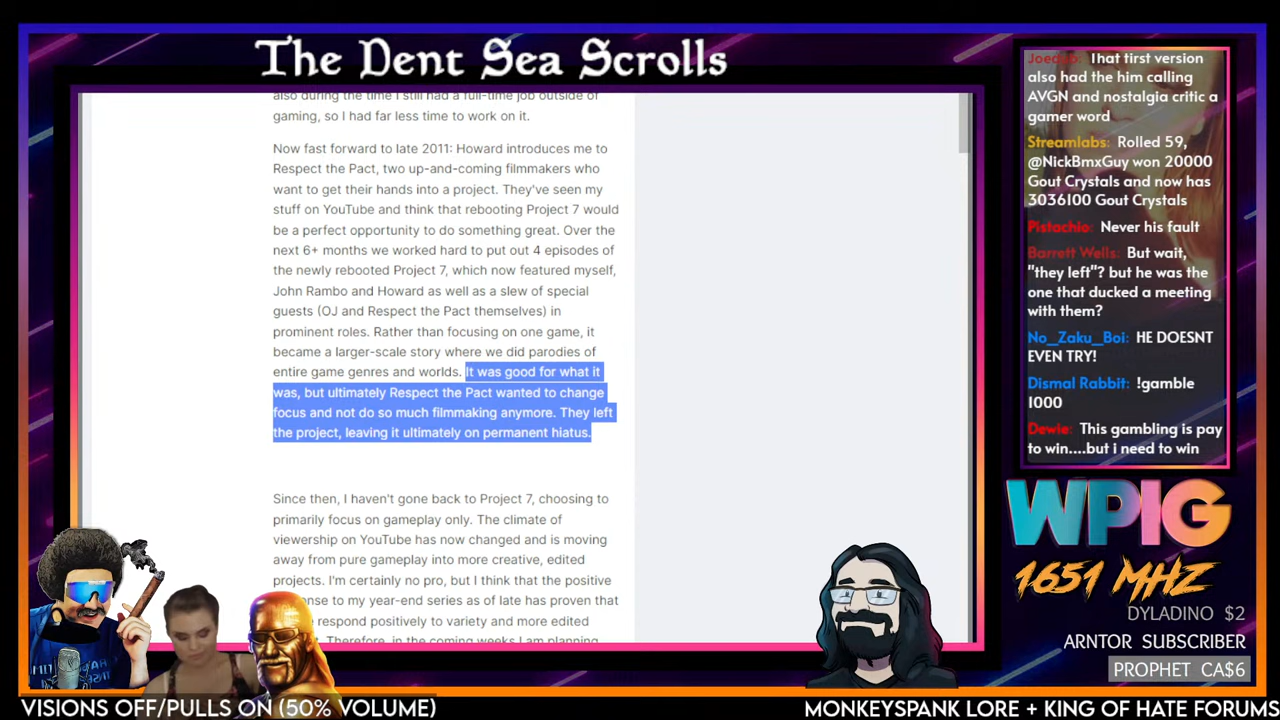 The Dent Sea Scrolls
also during the time I still had a full-time job outside of
gaming, so I had far less time to work on it.
Now fast forward to late 2011: Howard introduces me to
Respect the Pact, two up-and-coming filmmakers who
want to get their hands into a project. They've seen my
stuff on YouTube and think that rebooting Project 7 would
be a perfect opportunity to do something great. Over the
next 6+ months we worked hard to put out 4 episodes of
the newly rebooted Project 7, which now featured myself,
John Rambo and Howard as well as a slew of special
guests (OJ and Respect the Pact themselves) in
prominent roles. Rather than focusing on one game, it
became a larger-scale story where we did parodies of
entire game genres and worlds. It was good for what it
was, but ultimately Respect the Pact wanted to change
focus and not do so much filmmaking anymore. They left
the project, leaving it ultimately on permanent hiatus.
Since then, I haven't gone back to Project 7, choosing to
primarily focus on gameplay only. The climate of
viewership on YouTube has now changed and is moving
away from pure gameplay into more creative, edited
projects. I'm certainly no pro, but I think that the positive
to my year-end series as of late has proven that
respond positively to variety and more edited
Therefore, in the coming weeks I am planning
That first version
also had the him calling
AVGN and nostalgia critic a
gamer word
Streamlabs: Rolled 59,
@NickBmxGuy won 20000
Gout Crystals and now has
3036100 Gout Crystals
Pistachio: Never his fault
Barrett Wells: But wait,
"they left"? but he was the
one that ducked a meeting
with them?
No_Zaku_Boi: HE DOESNT
EVEN TRY!
Dismal Rabbit: !gamble
1000
Dewie: This gambling is pay
to win....but i need to win
WPIG
1651 MHZ
DYLADINO $2
ARNTOR SUBSCRIBER
PROPHET CA$6
VISIONS OFF/PULLS ON (50% VOLUME)
MONKEYSPANK LORE + KING OF HATE FORUMS